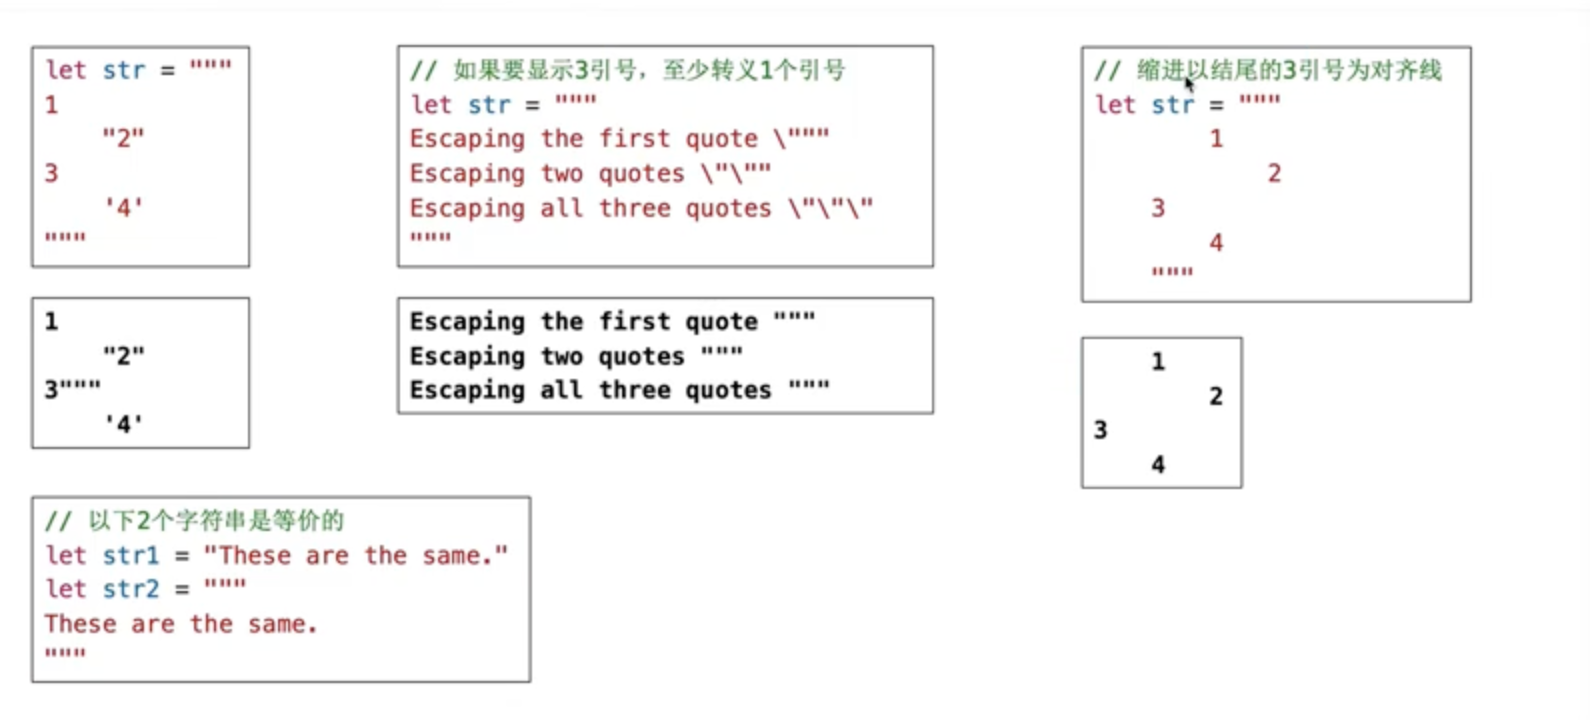 let str = """
1
    "2"
3
    '4'
"""
1
    "2"
3"""
    '4'
// 以下2个字符串是等价的
let str1 = "These are the same."
let str2 = """
These are the same.
"""
// 如果要显示3引号，至少转义1个引号
let str = """
Escaping the first quote \"""
Escaping two quotes \"\""
Escaping all three quotes \"\"\"
"""
Escaping the first quote """
Escaping two quotes """
Escaping all three quotes """
// 缩进以结尾的3引号为对齐线
let str = """
        1
            2
    3
        4
    """
    1
        2
3
    4